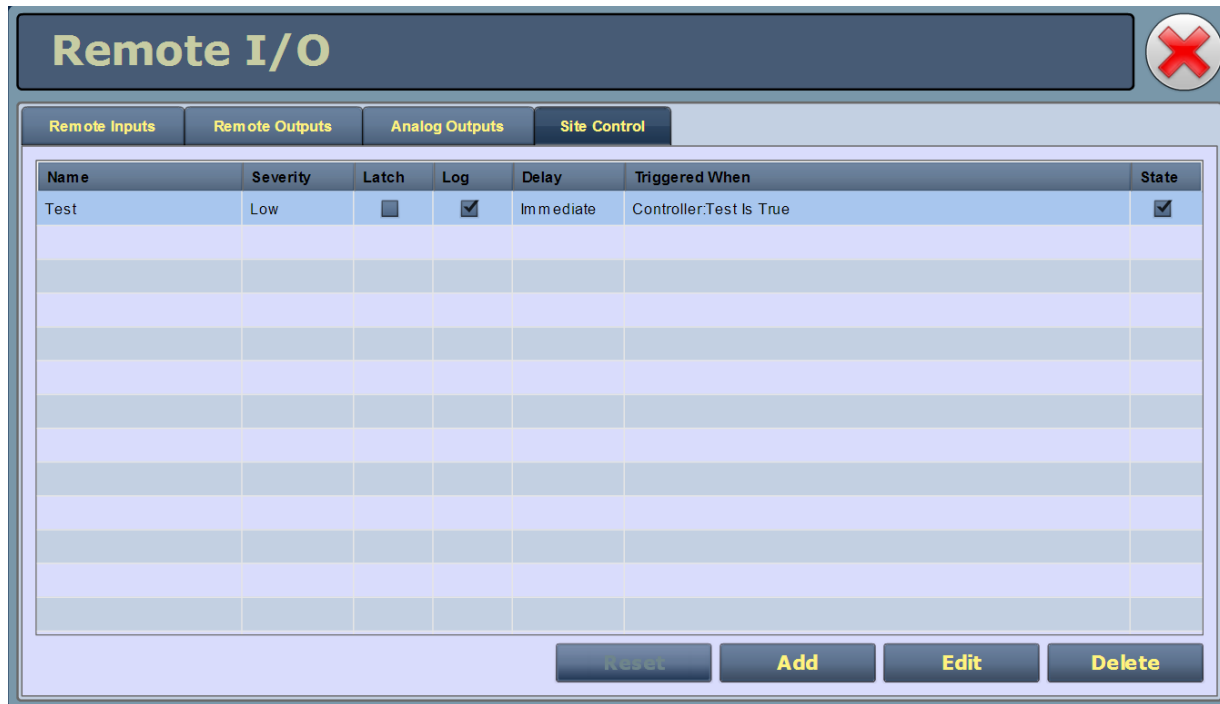 Remote I/O
Remote Inputs Remote Outputs Analog Outputs Site Control
Name Severity Latch Log Delay Triggered When State
Test Low Immediate Controller:Test Is True
Reset Add Edit Delete